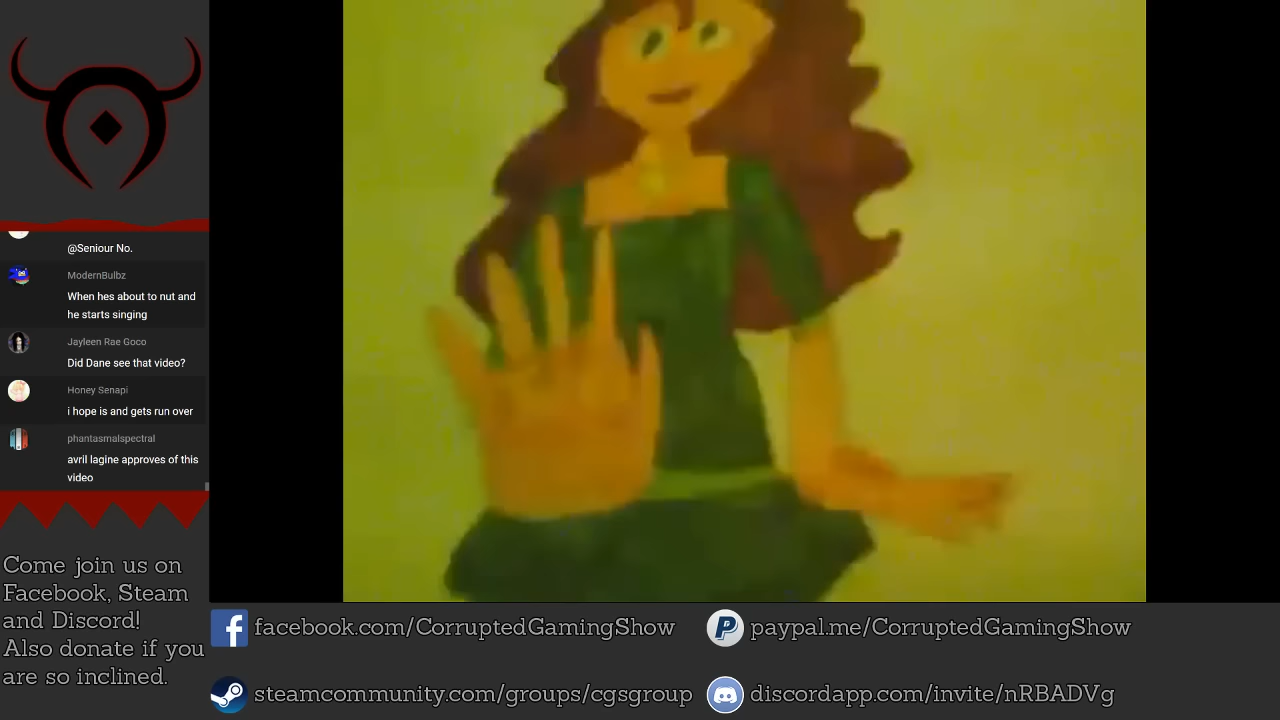 @Seniour No.
ModernBulbz
When hes about to nut and
he starts singing
Jayleen Rae Goco
Did Dane see that video?
Honey Senapi
i hope is and gets run over
phantasmalspectral
avril lagine approves of this
video
Come join us on
Facebook, Steam
and Discord!
Also donate if you
are so inclined.
facebook.com/CorruptedGamingShow
paypal.me/CorruptedGamingShow
steamcommunity.com/groups/cgsgroup
discordapp.com/invite/nRBADVg